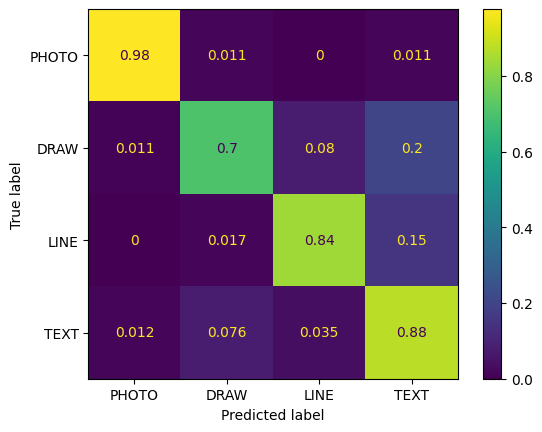 PHOTO 0.98 0.011 0 0.011
DRAW 0.011 0.7 0.08 0.2
LINE 0 0.017 0.84 0.15
TEXT 0.012 0.076 0.035 0.88
PHOTO DRAW LINE TEXT
Predicted label
True label
0.8
0.6
0.4
0.2
0.0